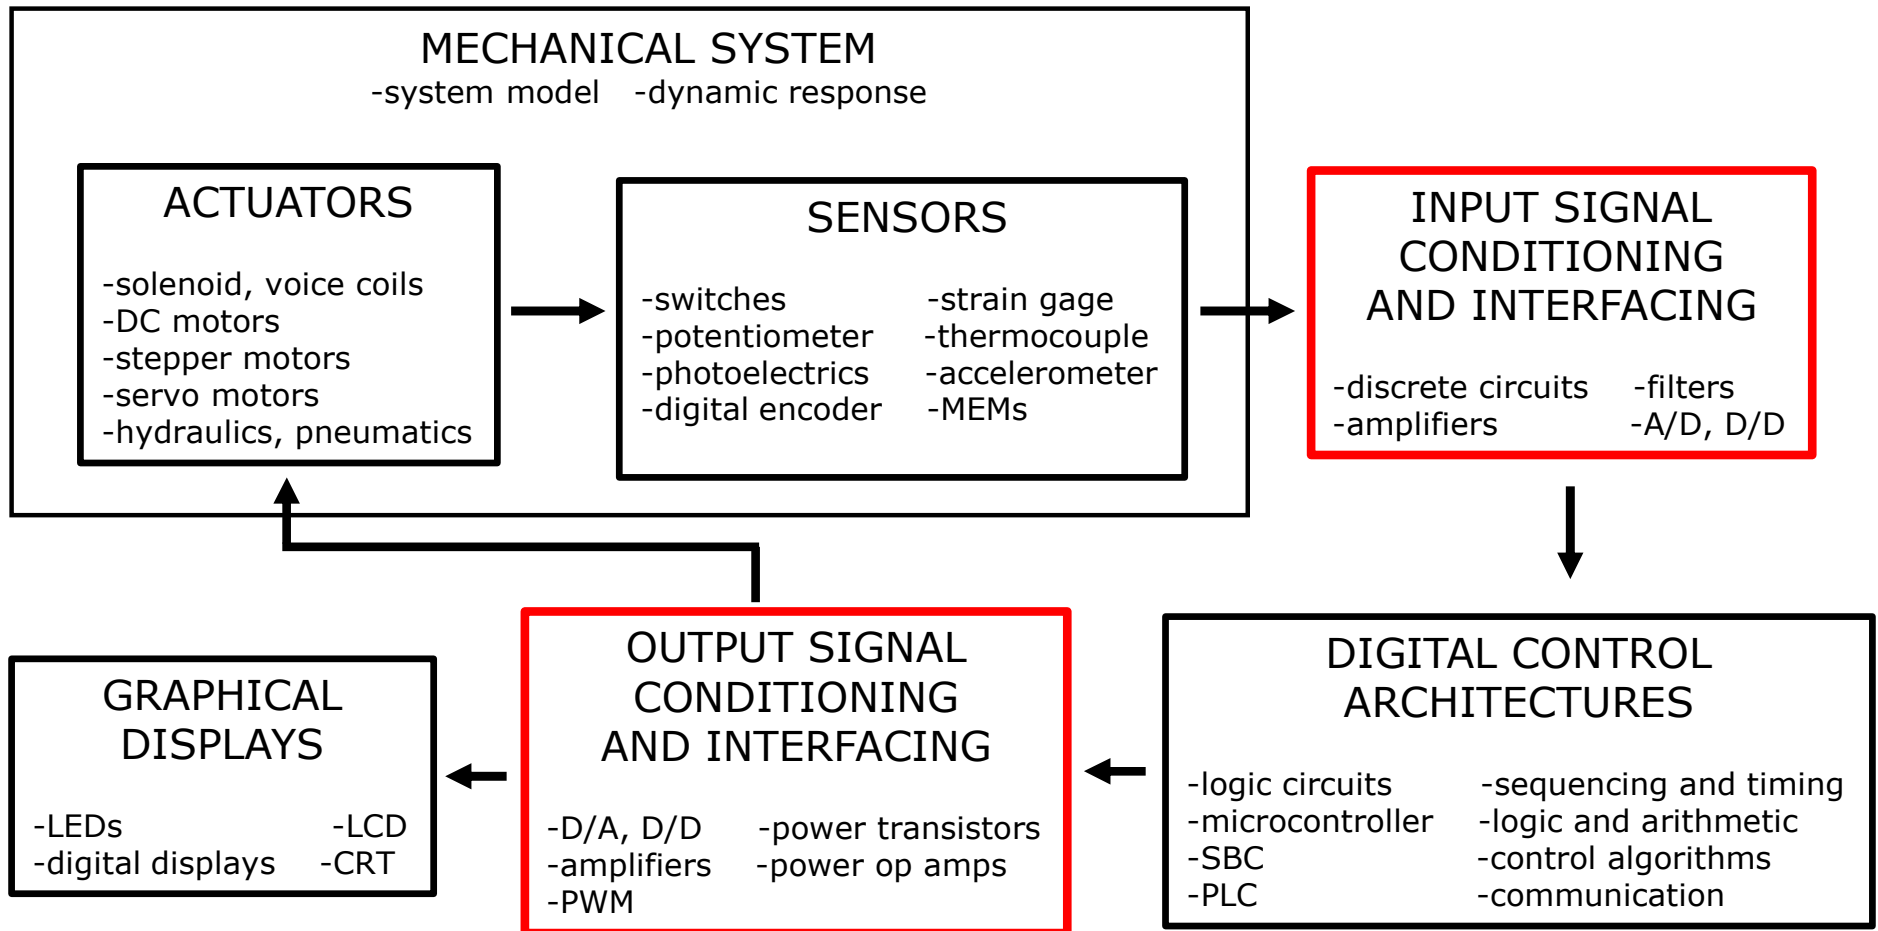 MECHANICAL SYSTEM
-system model -dynamic response
ACTUATORS
-solenoid, voice coils
-DC motors
-stepper motors
-servo motors
-hydraulics, pneumatics
SENSORS
-switches -strain gage
-potentiometer -thermocouple
-photoelectrics -accelerometer
-digital encoder -MEMs
INPUT SIGNAL
CONDITIONING
AND INTERFACING
-discrete circuits -filters
-amplifiers -A/D, D/D
GRAPHICAL
DISPLAYS
-LEDs -LCD
-digital displays -CRT
OUTPUT SIGNAL
CONDITIONING
AND INTERFACING
-D/A, D/D -power transistors
-amplifiers -power op amps
-PWM
DIGITAL CONTROL
ARCHITECTURES
-logic circuits -sequencing and timing
-microcontroller -logic and arithmetic
-SBC -control algorithms
-PLC -communication